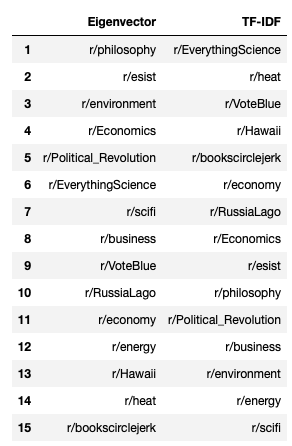 Eigenvector TF-IDF
1 r/philosophy r/EverythingScience
2 r/esist r/heat
3 r/environment r/VoteBlue
4 r/Economics r/Hawaii
5 r/Political_Revolution r/bookscirclejerk
6 r/EverythingScience r/economy
7 r/scifi r/RussiaLago
8 r/business r/Economics
9 r/VoteBlue r/esist
10 r/RussiaLago r/philosophy
11 r/economy r/Political_Revolution
12 r/energy r/business
13 r/Hawaii r/environment
14 r/heat r/energy
15 r/bookscirclejerk r/scifi